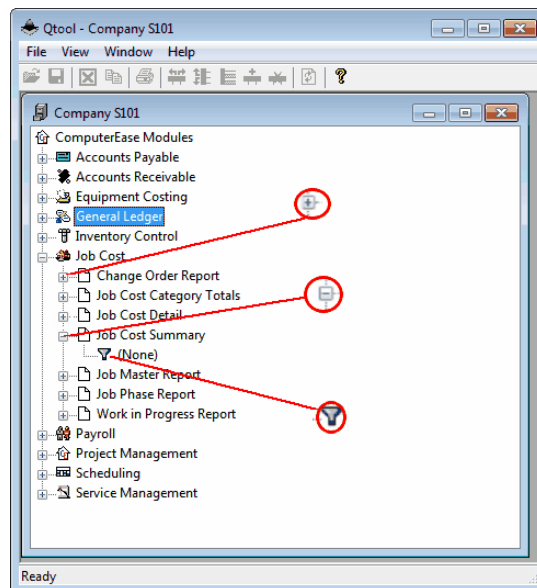 Qtool - Company S101
File View Window Help
Company S101
ComputerEase Modules
Accounts Payable
Accounts Receivable
Equipment Costing
General Ledger
Inventory Control
Job Cost
Change Order Report
Job Cost Category Totals
Job Cost Detail
Job Cost Summary
(None)
Job Master Report
Job Phase Report
Work in Progress Report
Payroll
Project Management
Scheduling
Service Management
Ready